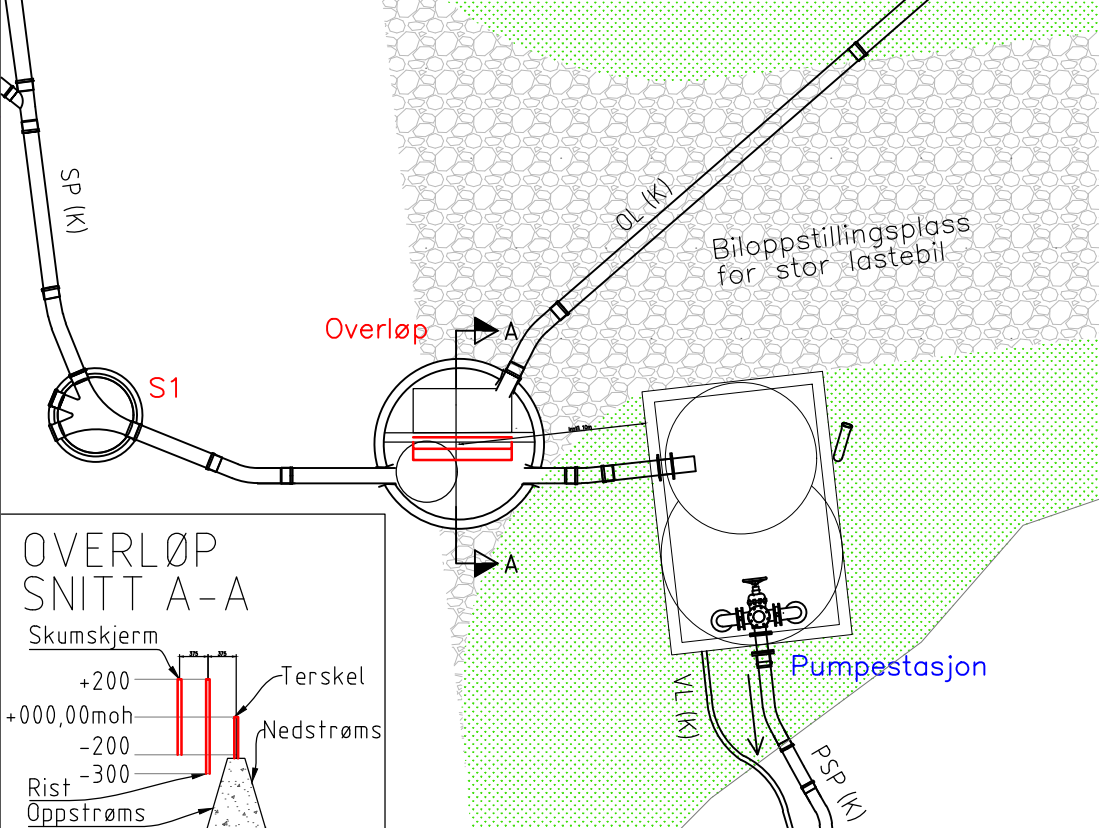 SP (K)
OL (K)
Biloppstillingsplass
for stor lastebil
Overløp
A
S1
A
OVERLØP
SNITT A-A
Skumskjerm
375
375
+200
Terskel
+000,00moh
Nedstrøms
-200
-300
Rist
Oppstrøms
Pumpestasjon
VL (K)
PSP (K)